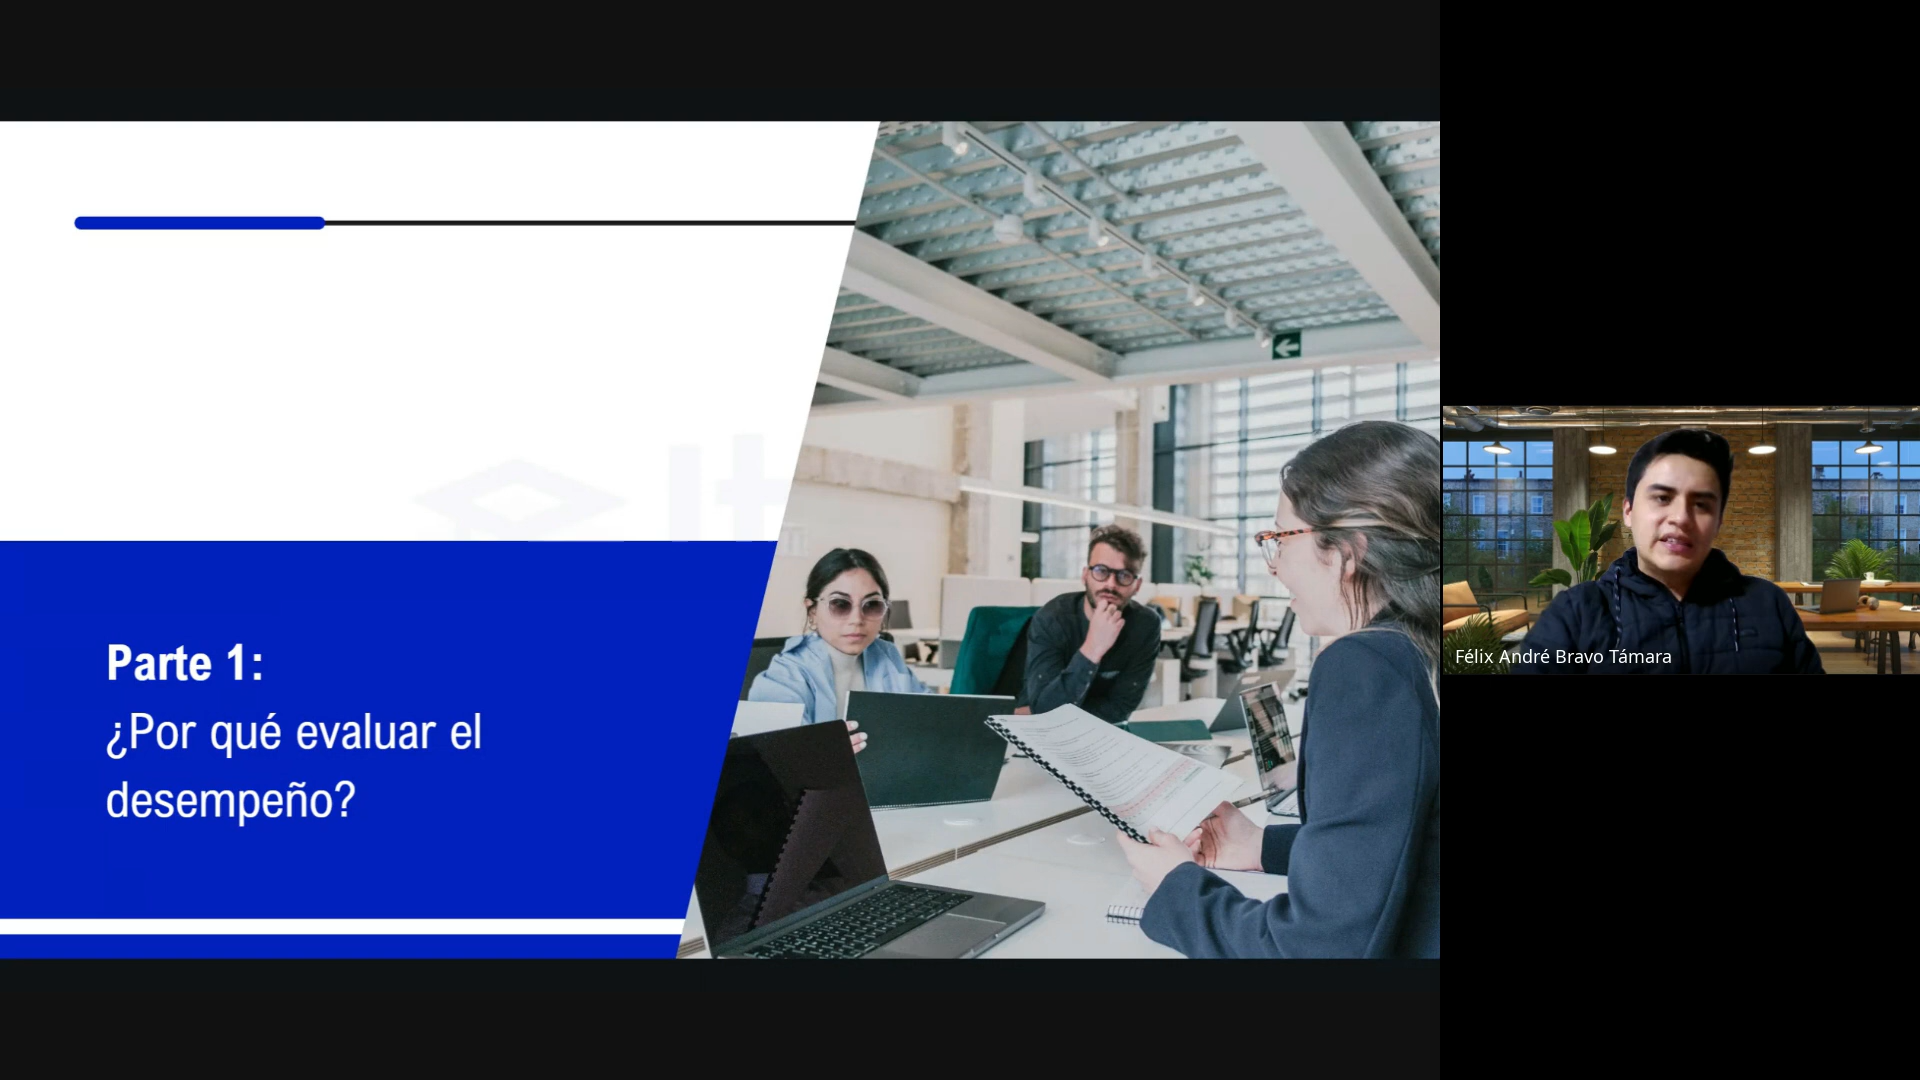 Parte 1:
¿Por qué evaluar el
desempeño?
Félix André Bravo Támara